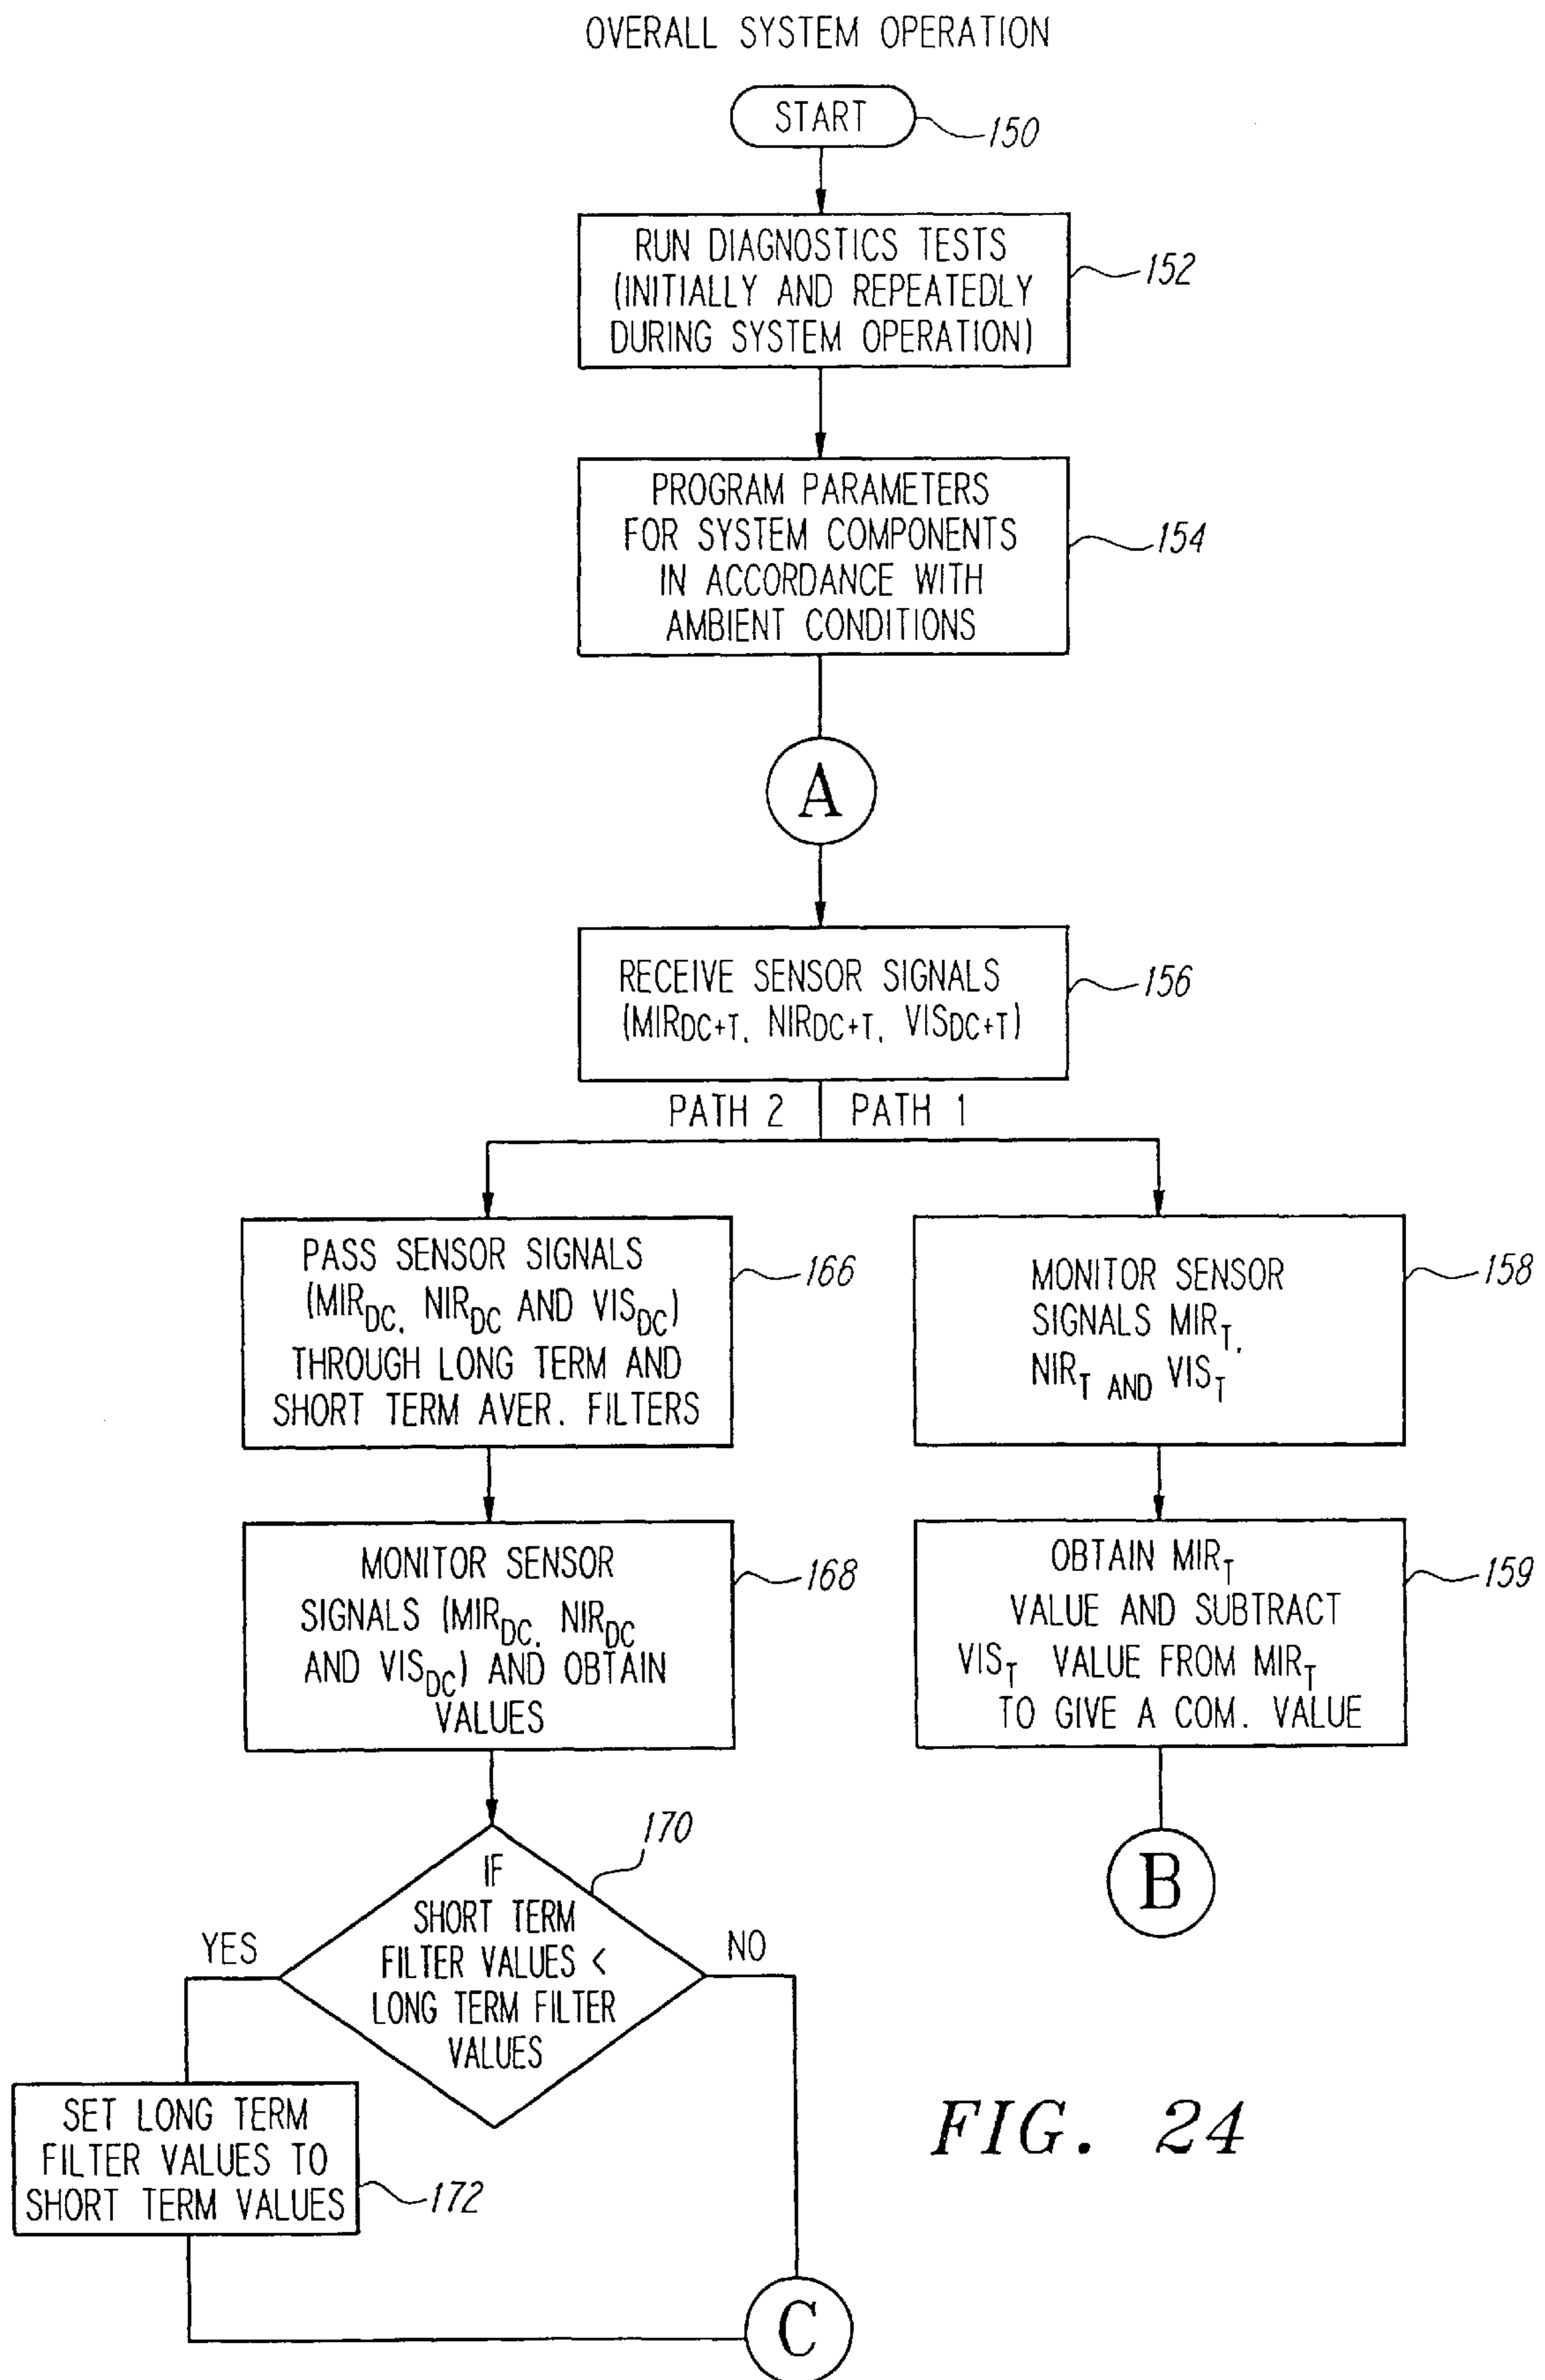 OVERALL SYSTEM OPERATION
START
150
RUN DIAGNOSTICS TESTS
(INITIALLY AND REPEATEDLY
DURING SYSTEM OPERATION)
152
PROGRAM PARAMETERS
FOR SYSTEM COMPONENTS
IN ACCORDANCE WITH
AMBIENT CONDITIONS
154
A
RECEIVE SENSOR SIGNALS
(MIRDC+T, NIRDC+T, VISDC+T)
156
PATH 2
PATH 1
PASS SENSOR SIGNALS
(MIRDC, NIRDC AND VISDC)
THROUGH LONG TERM AND
SHORT TERM AVER. FILTERS
166
MONITOR SENSOR
SIGNALS MIRT,
NIRT AND VIST
158
MONITOR SENSOR
SIGNALS (MIRDC, NIRDC
AND VISDC) AND OBTAIN
VALUES
168
OBTAIN MIRT
VALUE AND SUBTRACT
VIST VALUE FROM MIRT
TO GIVE A COM. VALUE
159
B
IF
SHORT TERM
FILTER VALUES <
LONG TERM FILTER
VALUES
170
YES
NO
SET LONG TERM
FILTER VALUES TO
SHORT TERM VALUES
172
C
FIG. 24